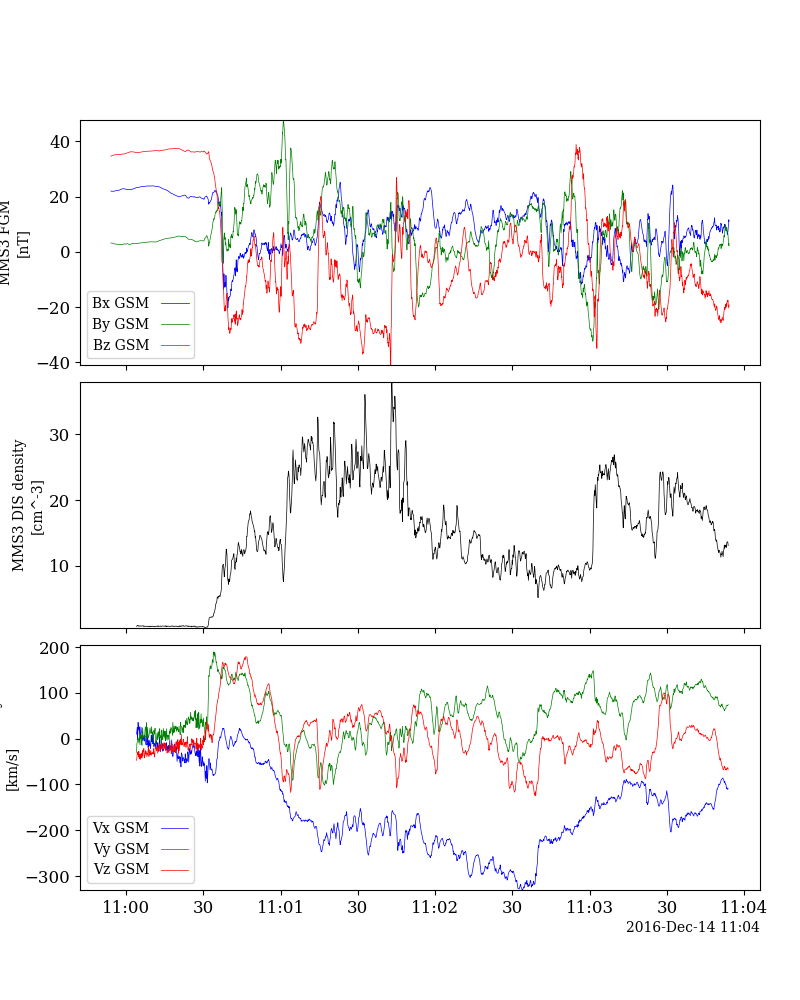 40
20
0
−20
−40
MMS3 FGM
[nT]
Bx GSM
By GSM
Bz GSM
30
20
10
MMS3 DIS density
[cm^-3]
200
100
0
−100
−200
−300
[km/s]
Vx GSM
Vy GSM
Vz GSM
11:00 30 11:01 30 11:02 30 11:03 30 11:04
2016-Dec-14 11:04